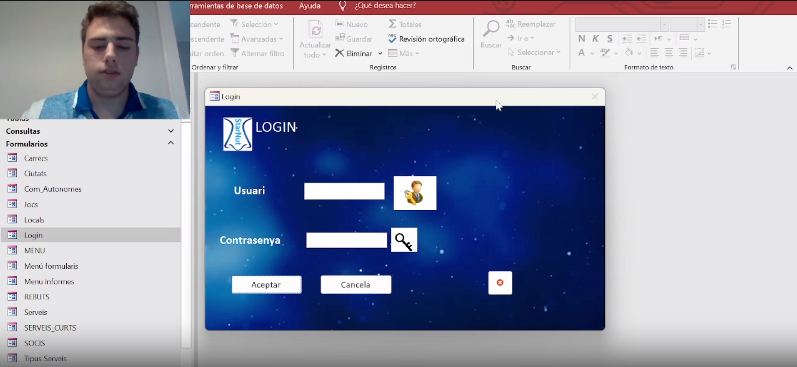 rramientas de base de datos Ayuda ¿Qué desea hacer?
cendente Selección Nuevo Totales Reemplazar
scendente Avanzadas Guardar Revisión ortográfica Ir a
itar orden Alternar filtro Actualizar todo Eliminar Más Buscar Seleccionar
N K S
A
Ordenar y filtrar Registros Buscar Formato de texto
Consultas
Formularios
Carrecs
Ciutats
Com_Autonomes
Jocs
Locals
Login
MENU
Menú formularis
Menu informes
REBUTS
Serveis
SERVEIS_CURTS
SOCIS
Tipus Serveis
Login
StarNut
LOGIN
Usuari
Contrasenya
Aceptar Cancela